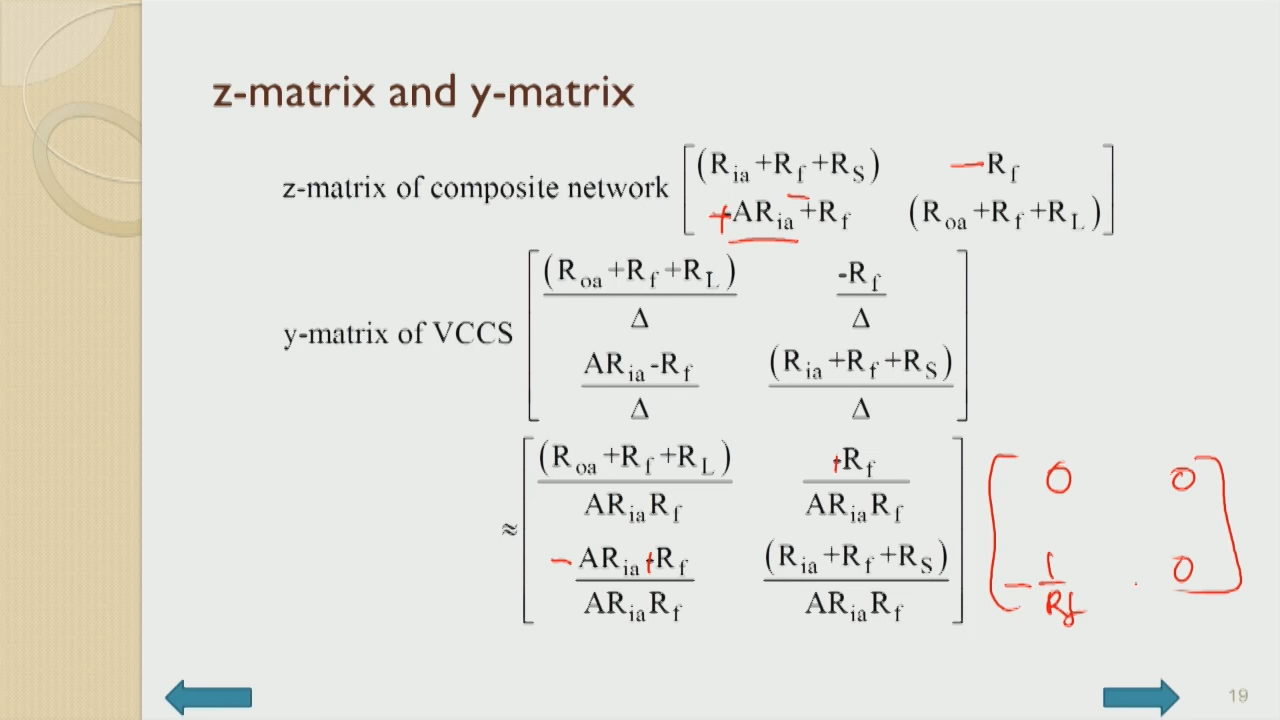 z-matrix and y-matrix
z-matrix of composite network [ (R_ia +R_f +R_S) −R_f
+AR_ia −+R_f (R_oa +R_f +R_L) ]
y-matrix of VCCS [ (R_oa +R_f +R_L)/Δ -R_f/Δ
AR_ia -R_f/Δ (R_ia +R_f +R_S)/Δ ]
≈ [ (R_oa +R_f +R_L)/AR_ia R_f +R_f/AR_ia R_f
− AR_ia +R_f/AR_ia R_f (R_ia +R_f +R_S)/AR_ia R_f ]
[ 0 0
− 1/Rf 0 ]
19